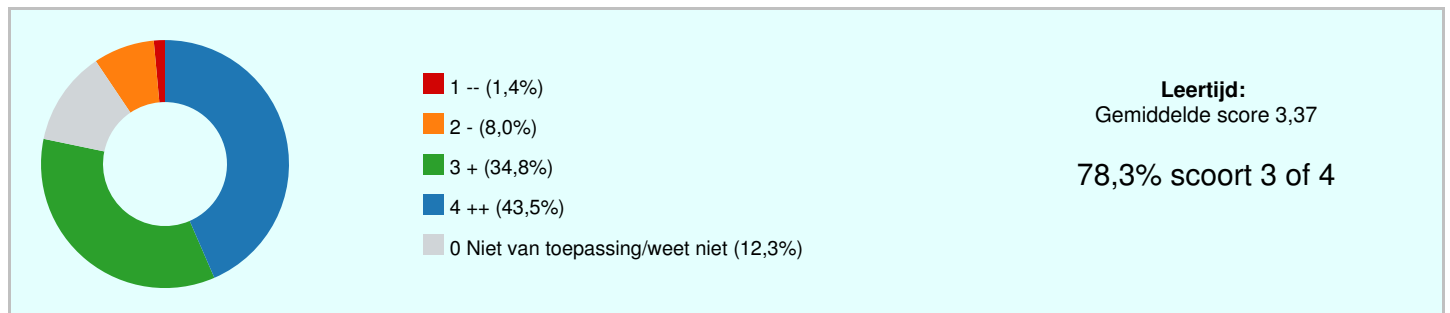 1 -- (1,4%)
2 - (8,0%)
3 + (34,8%)
4 ++ (43,5%)
0 Niet van toepassing/weet niet (12,3%)
Leertijd:
Gemiddelde score 3,37
78,3% scoort 3 of 4